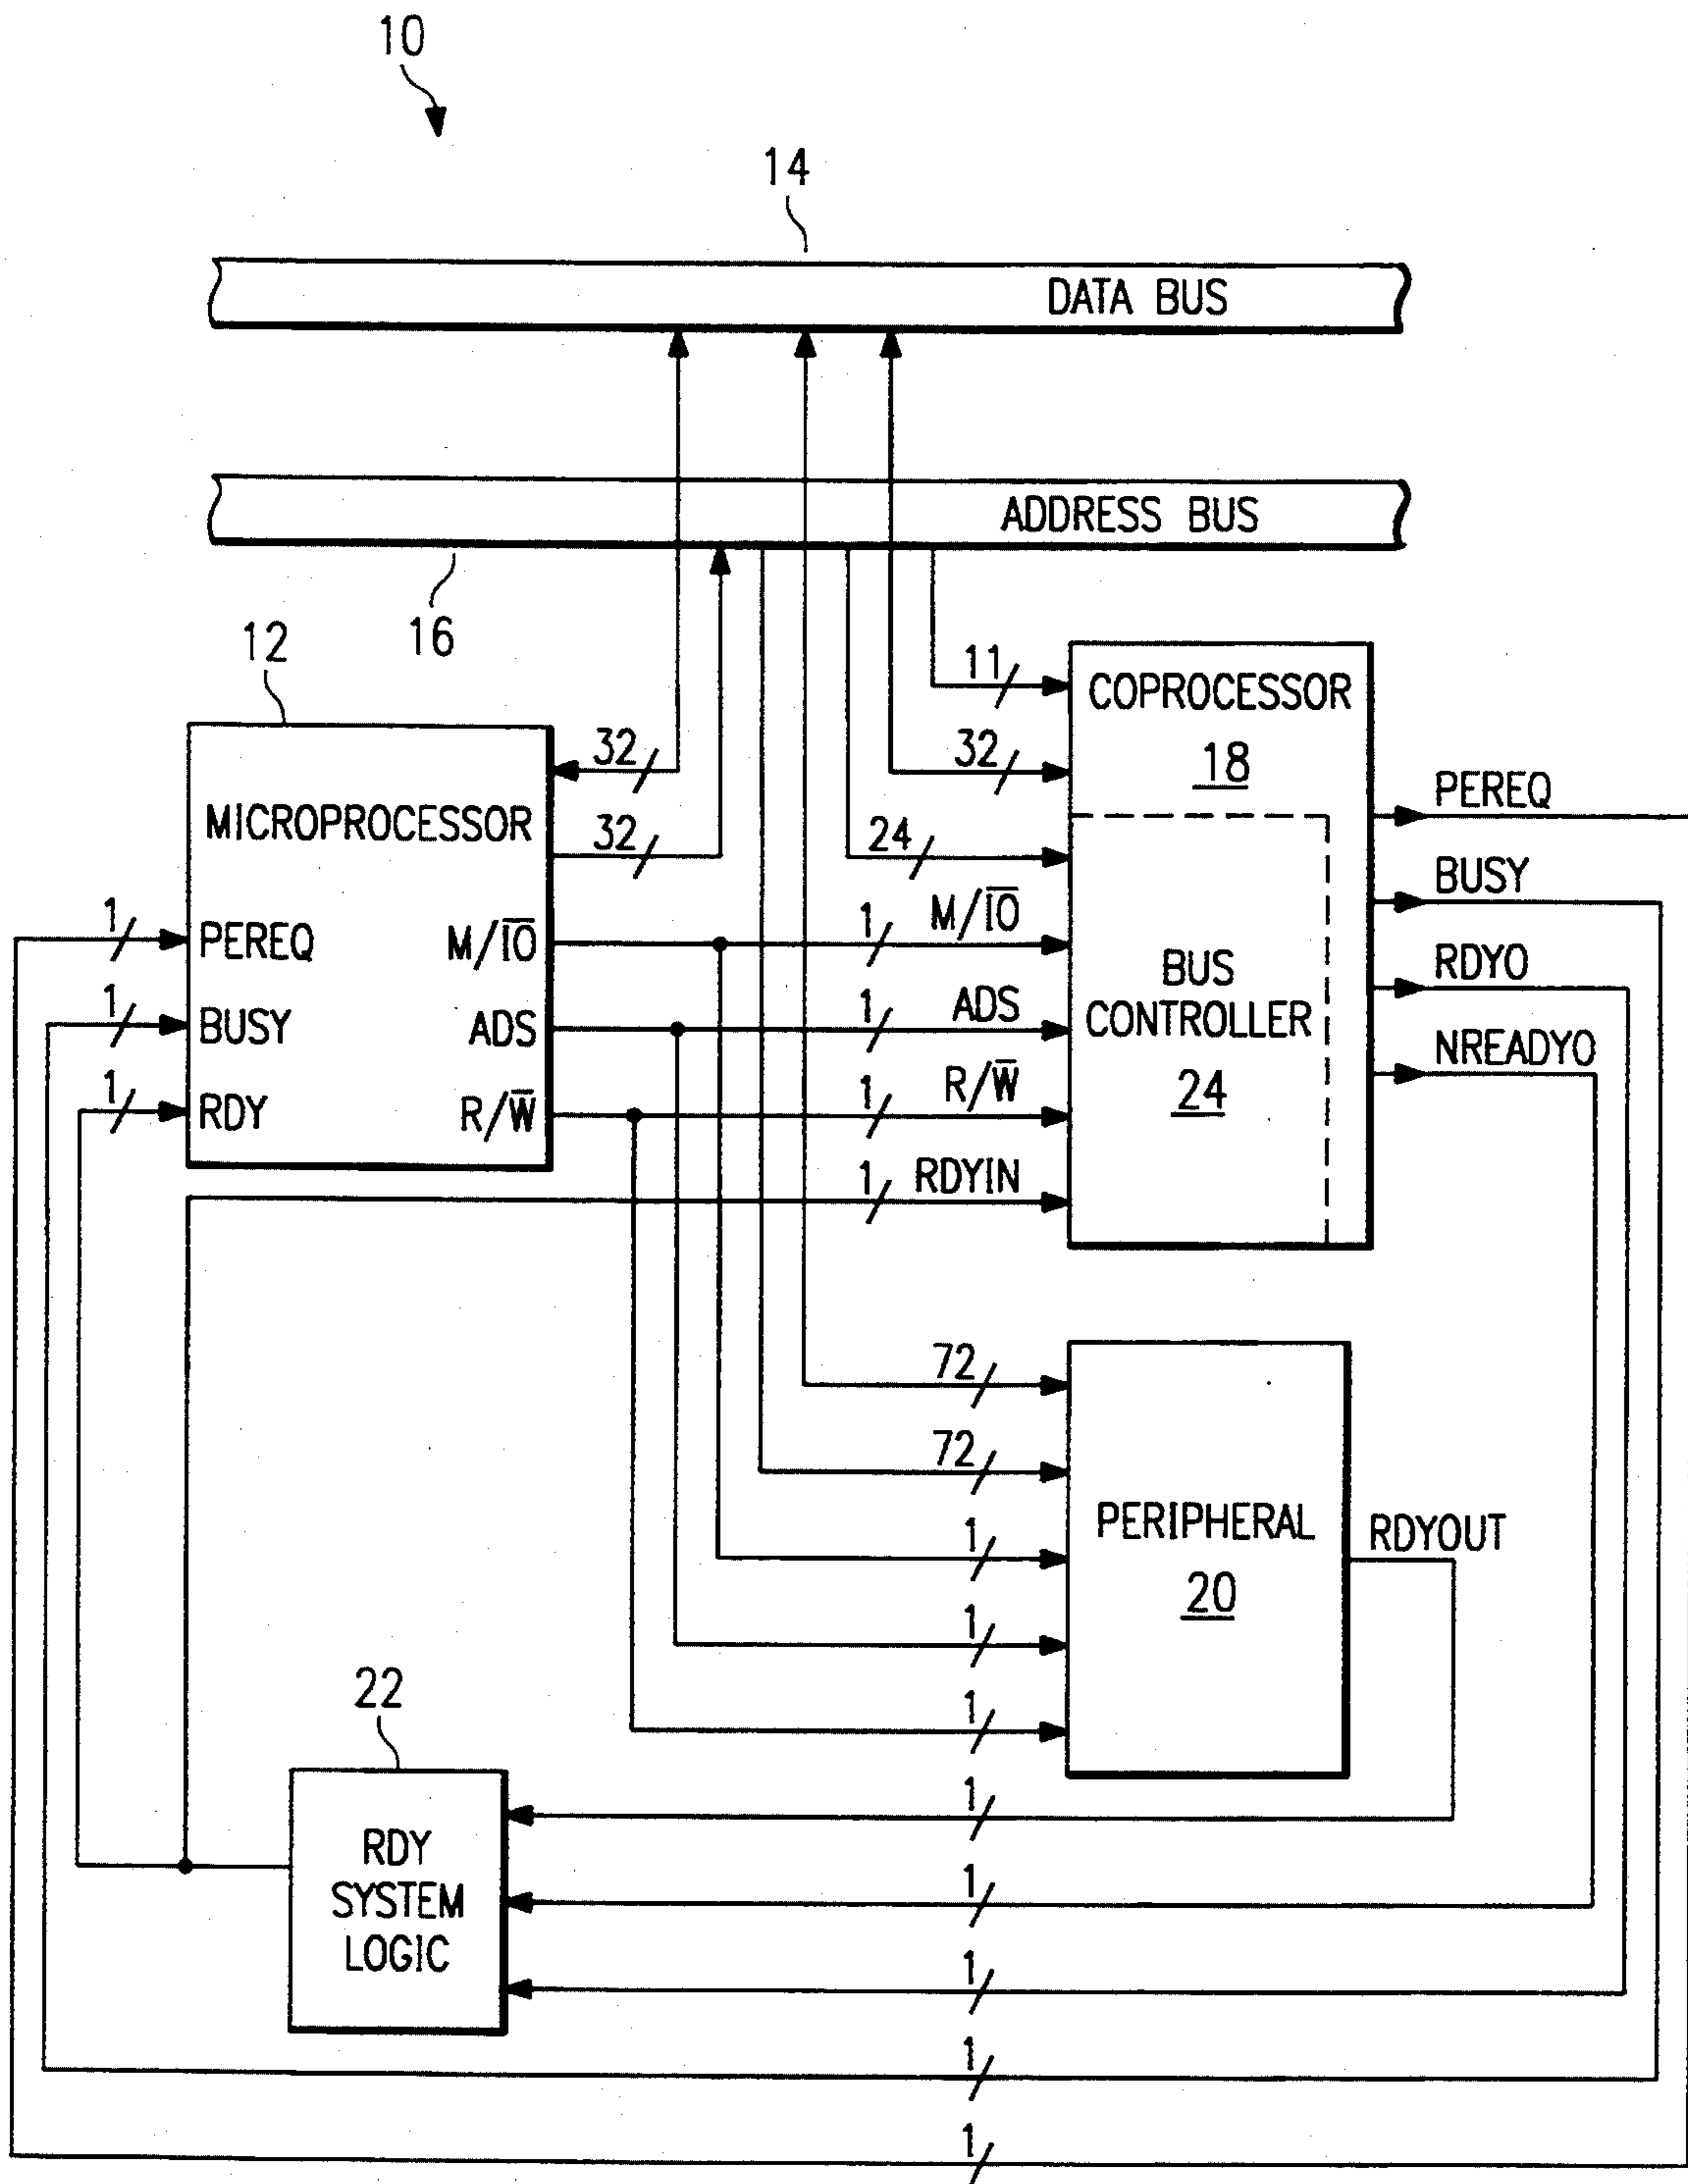 10
14
DATA BUS
ADDRESS BUS
16
12
11
COPROCESSOR
18
32
32
MICROPROCESSOR
32
24
PEREQ
BUSY
RDYO
NREADYO
1
PEREQ
M/I̅O̅
1
M/I̅O̅
BUS
CONTROLLER
24
1
BUSY
ADS
1
ADS
1
RDY
R/W̅
1
R/W̅
1
RDYIN
72
72
PERIPHERAL
20
RDYOUT
1
1
1
22
RDY
SYSTEM
LOGIC
1
1
1
1
1